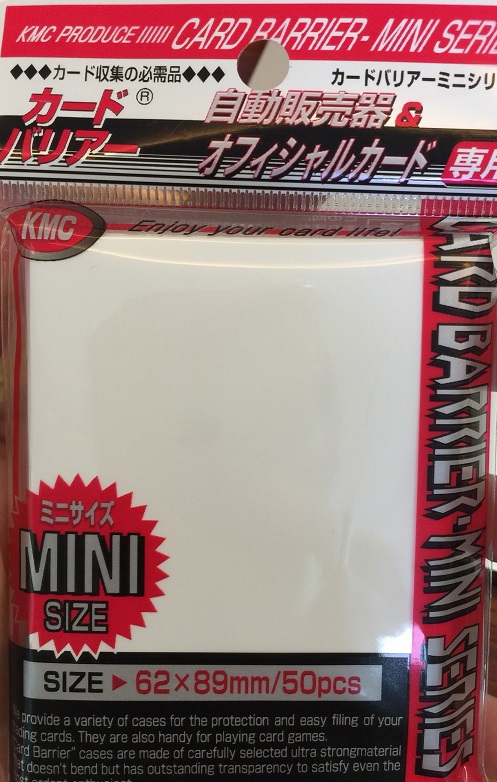 KMC PRODUCE IIIIII CARD BARRIER - MINI SERI
◆◆◆カード収集の必需品◆◆◆
カードバリアーミニシリ
カード®
バリアー
自動販売器&
オフィシャルカード
専用
KMC
Enjoy your card life!
CARD BARRIER·MINI SERIES
ミニサイズ
MINI
SIZE
SIZE ▶ 62×89mm/50pcs
provide a variety of cases for the protection and easy filing of your
ding cards. They are also handy for playing card games.
ard Barrier" cases are made of carefully selected ultra strongmaterial
at doesn't bend but has outstanding transparency to satisfy even the